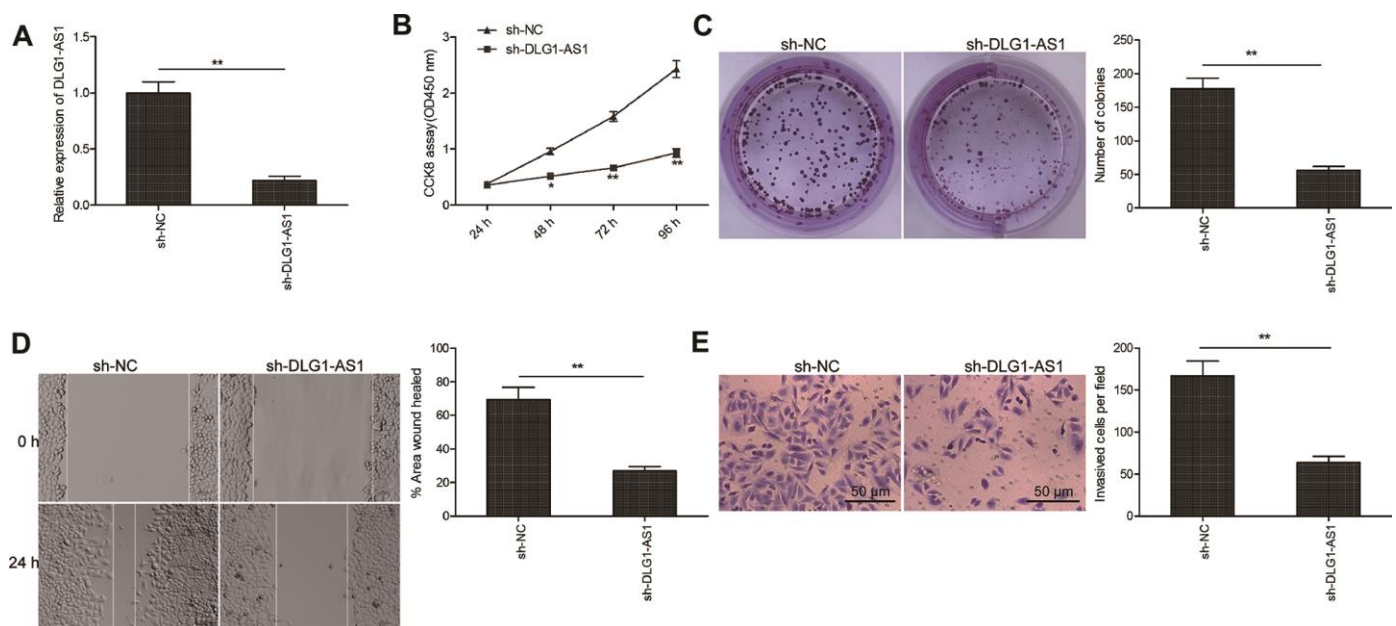 A
Relative expression of DLG1-AS1
1.5
1.0
0.5
0.0
**
sh-NC
sh-DLG1-AS1
B
sh-NC
sh-DLG1-AS1
CCK8 assay(OD450 nm)
3
2
1
0
*
**
**
24 h
48 h
72 h
96 h
C
sh-NC
sh-DLG1-AS1
Number of colonies
250
200
150
100
50
0
**
sh-NC
sh-DLG1-AS1
D
sh-NC
sh-DLG1-AS1
0 h
24 h
% Area wound healed
80
60
40
20
0
**
sh-NC
sh-DLG1-AS1
E
sh-NC
sh-DLG1-AS1
50 μm
50 μm
Invasived cells per field
200
150
100
50
0
**
sh-NC
sh-DLG1-AS1